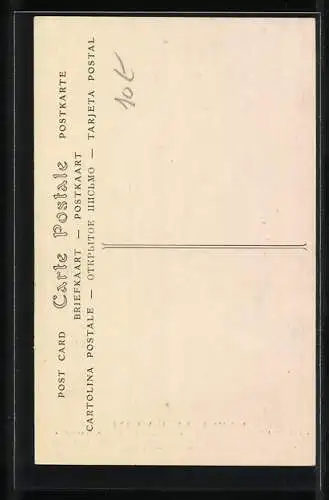 POST CARD Carte Postale POSTKARTE
BRIEFKAART — POSTKAART
CARTOLINA POSTALE — ОТКРЫТОЕ ПИСЬМО — TARJETA POSTAL
10€